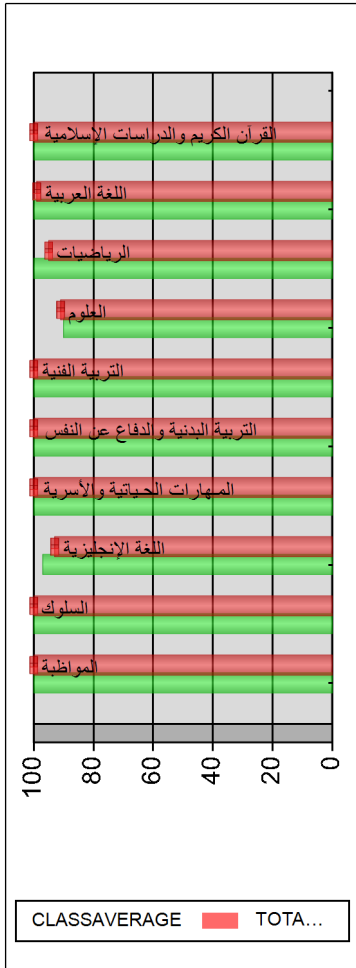 القرآن الكريم والدراسات الإسلامية
اللغة العربية
الرياضيات
العلوم
التربية الفنية
التربية البدنية والدفاع عن النفس
المهارات الحياتية والأسرية
اللغة الإنجليزية
السلوك
المواظبة
100 80 60 40 20 0
CLASSAVERAGE TOTA...